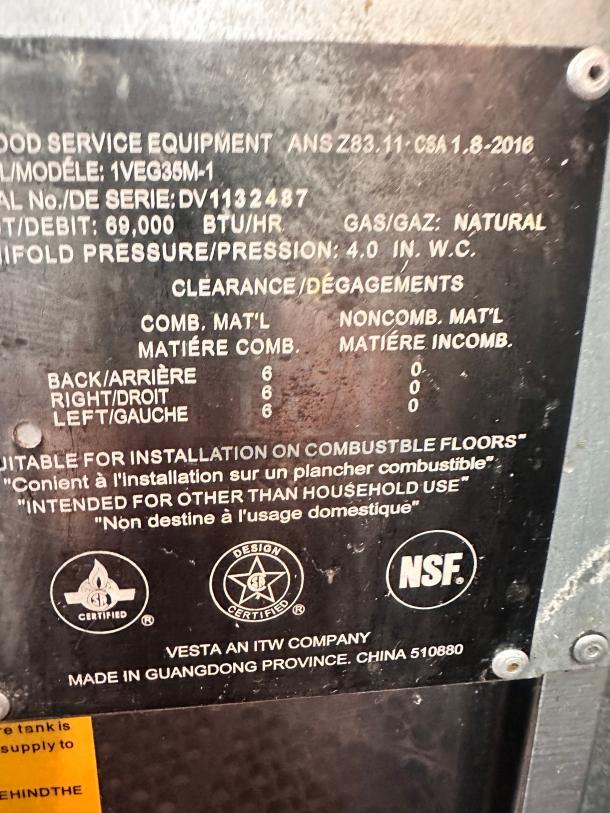 OOD SERVICE EQUIPMENT ANS Z83.11· CSA 1.8-2016
L/MODÉLE: 1VEG35M-1
AL No./DE SERIE: DV1132487
T/DEBIT: 69,000 BTU/HR GAS/GAZ: NATURAL
IFOLD PRESSURE/PRESSION: 4.0 IN. W.C.
CLEARANCE/DÉGAGEMENTS
COMB. MAT'L NONCOMB. MAT'L
MATIÉRE COMB. MATIÉRE INCOMB.
BACK/ARRIÈRE 6 0
RIGHT/DROIT 6 0
LEFT/GAUCHE 6 0
UITABLE FOR INSTALLATION ON COMBUSTBLE FLOORS"
"Conient à l'installation sur un plancher combustible"
"INTENDED FOR OTHER THAN HOUSEHOLD USE"
"Non destine à l'usage domestique"
CERTIFIED ®
DESIGN CERTIFIED ®
NSF®
VESTA AN ITW COMPANY
MADE IN GUANGDONG PROVINCE. CHINA 510880
e tank is
supply to
EHINDTHE